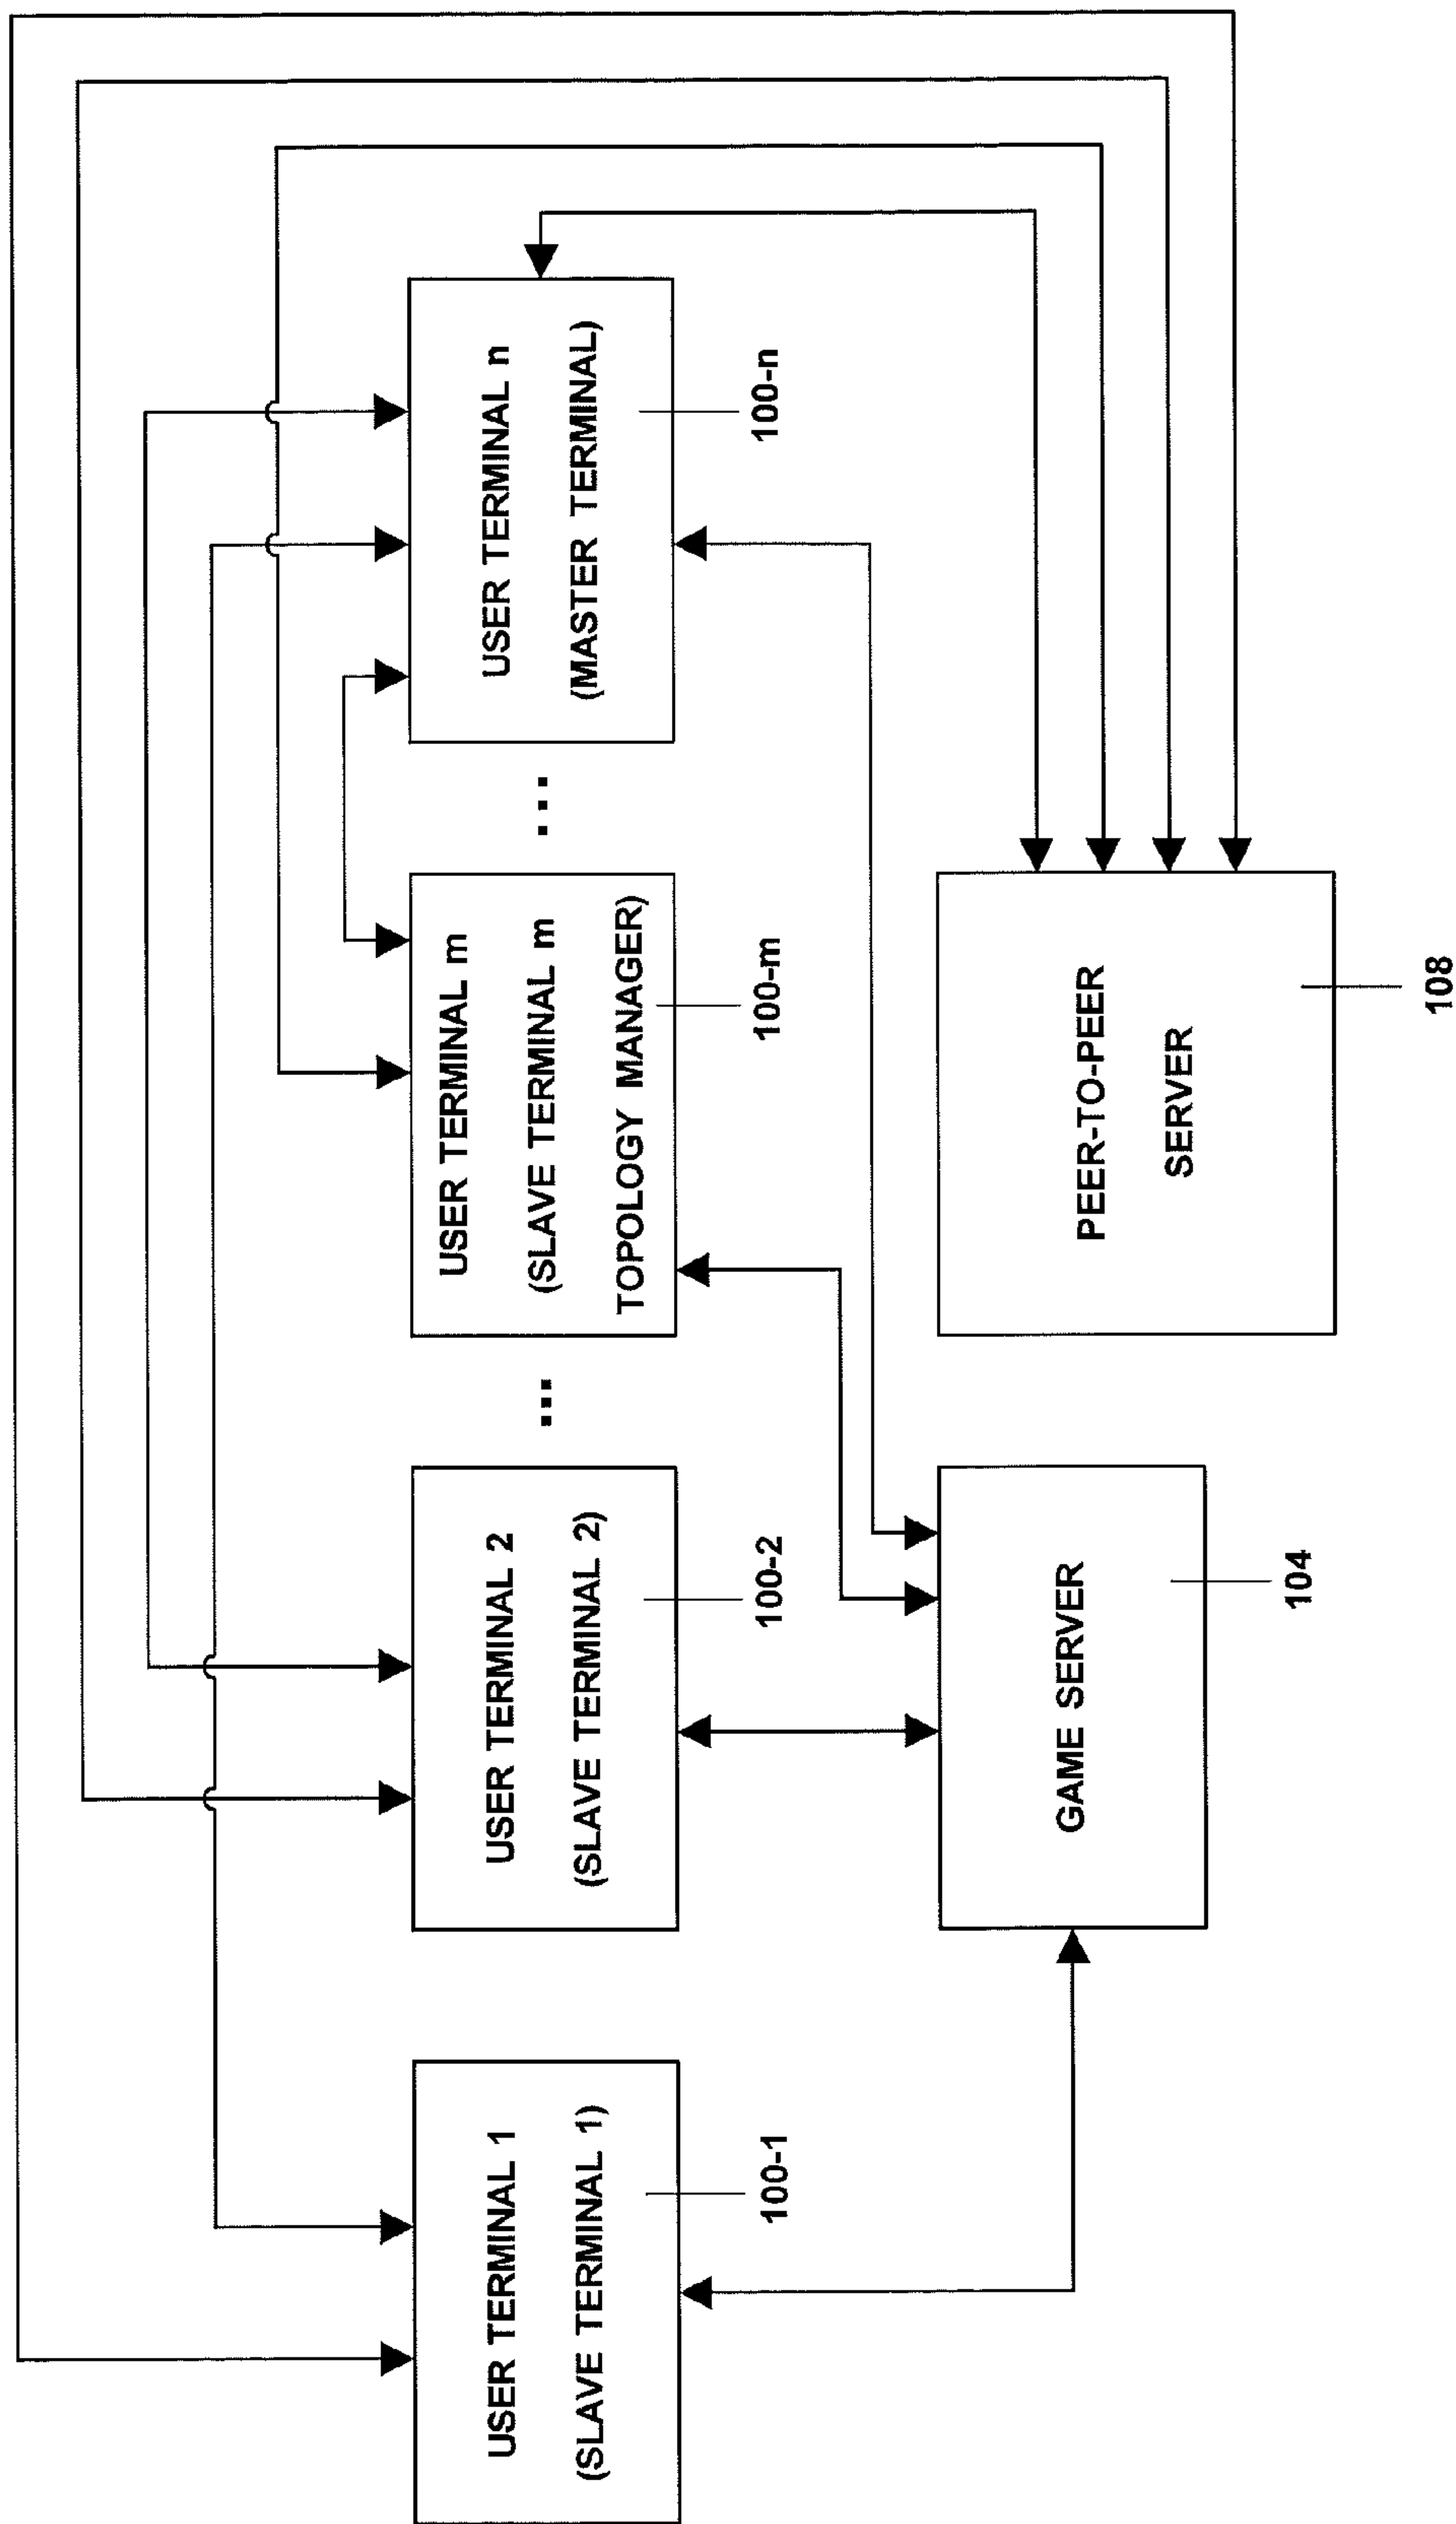 USER TERMINAL 1
(SLAVE TERMINAL 1)
100-1
USER TERMINAL 2
(SLAVE TERMINAL 2)
100-2
...
USER TERMINAL m
(SLAVE TERMINAL m
TOPOLOGY MANAGER)
100-m
...
USER TERMINAL n
(MASTER TERMINAL)
100-n
GAME SERVER
104
PEER-TO-PEER
SERVER
108